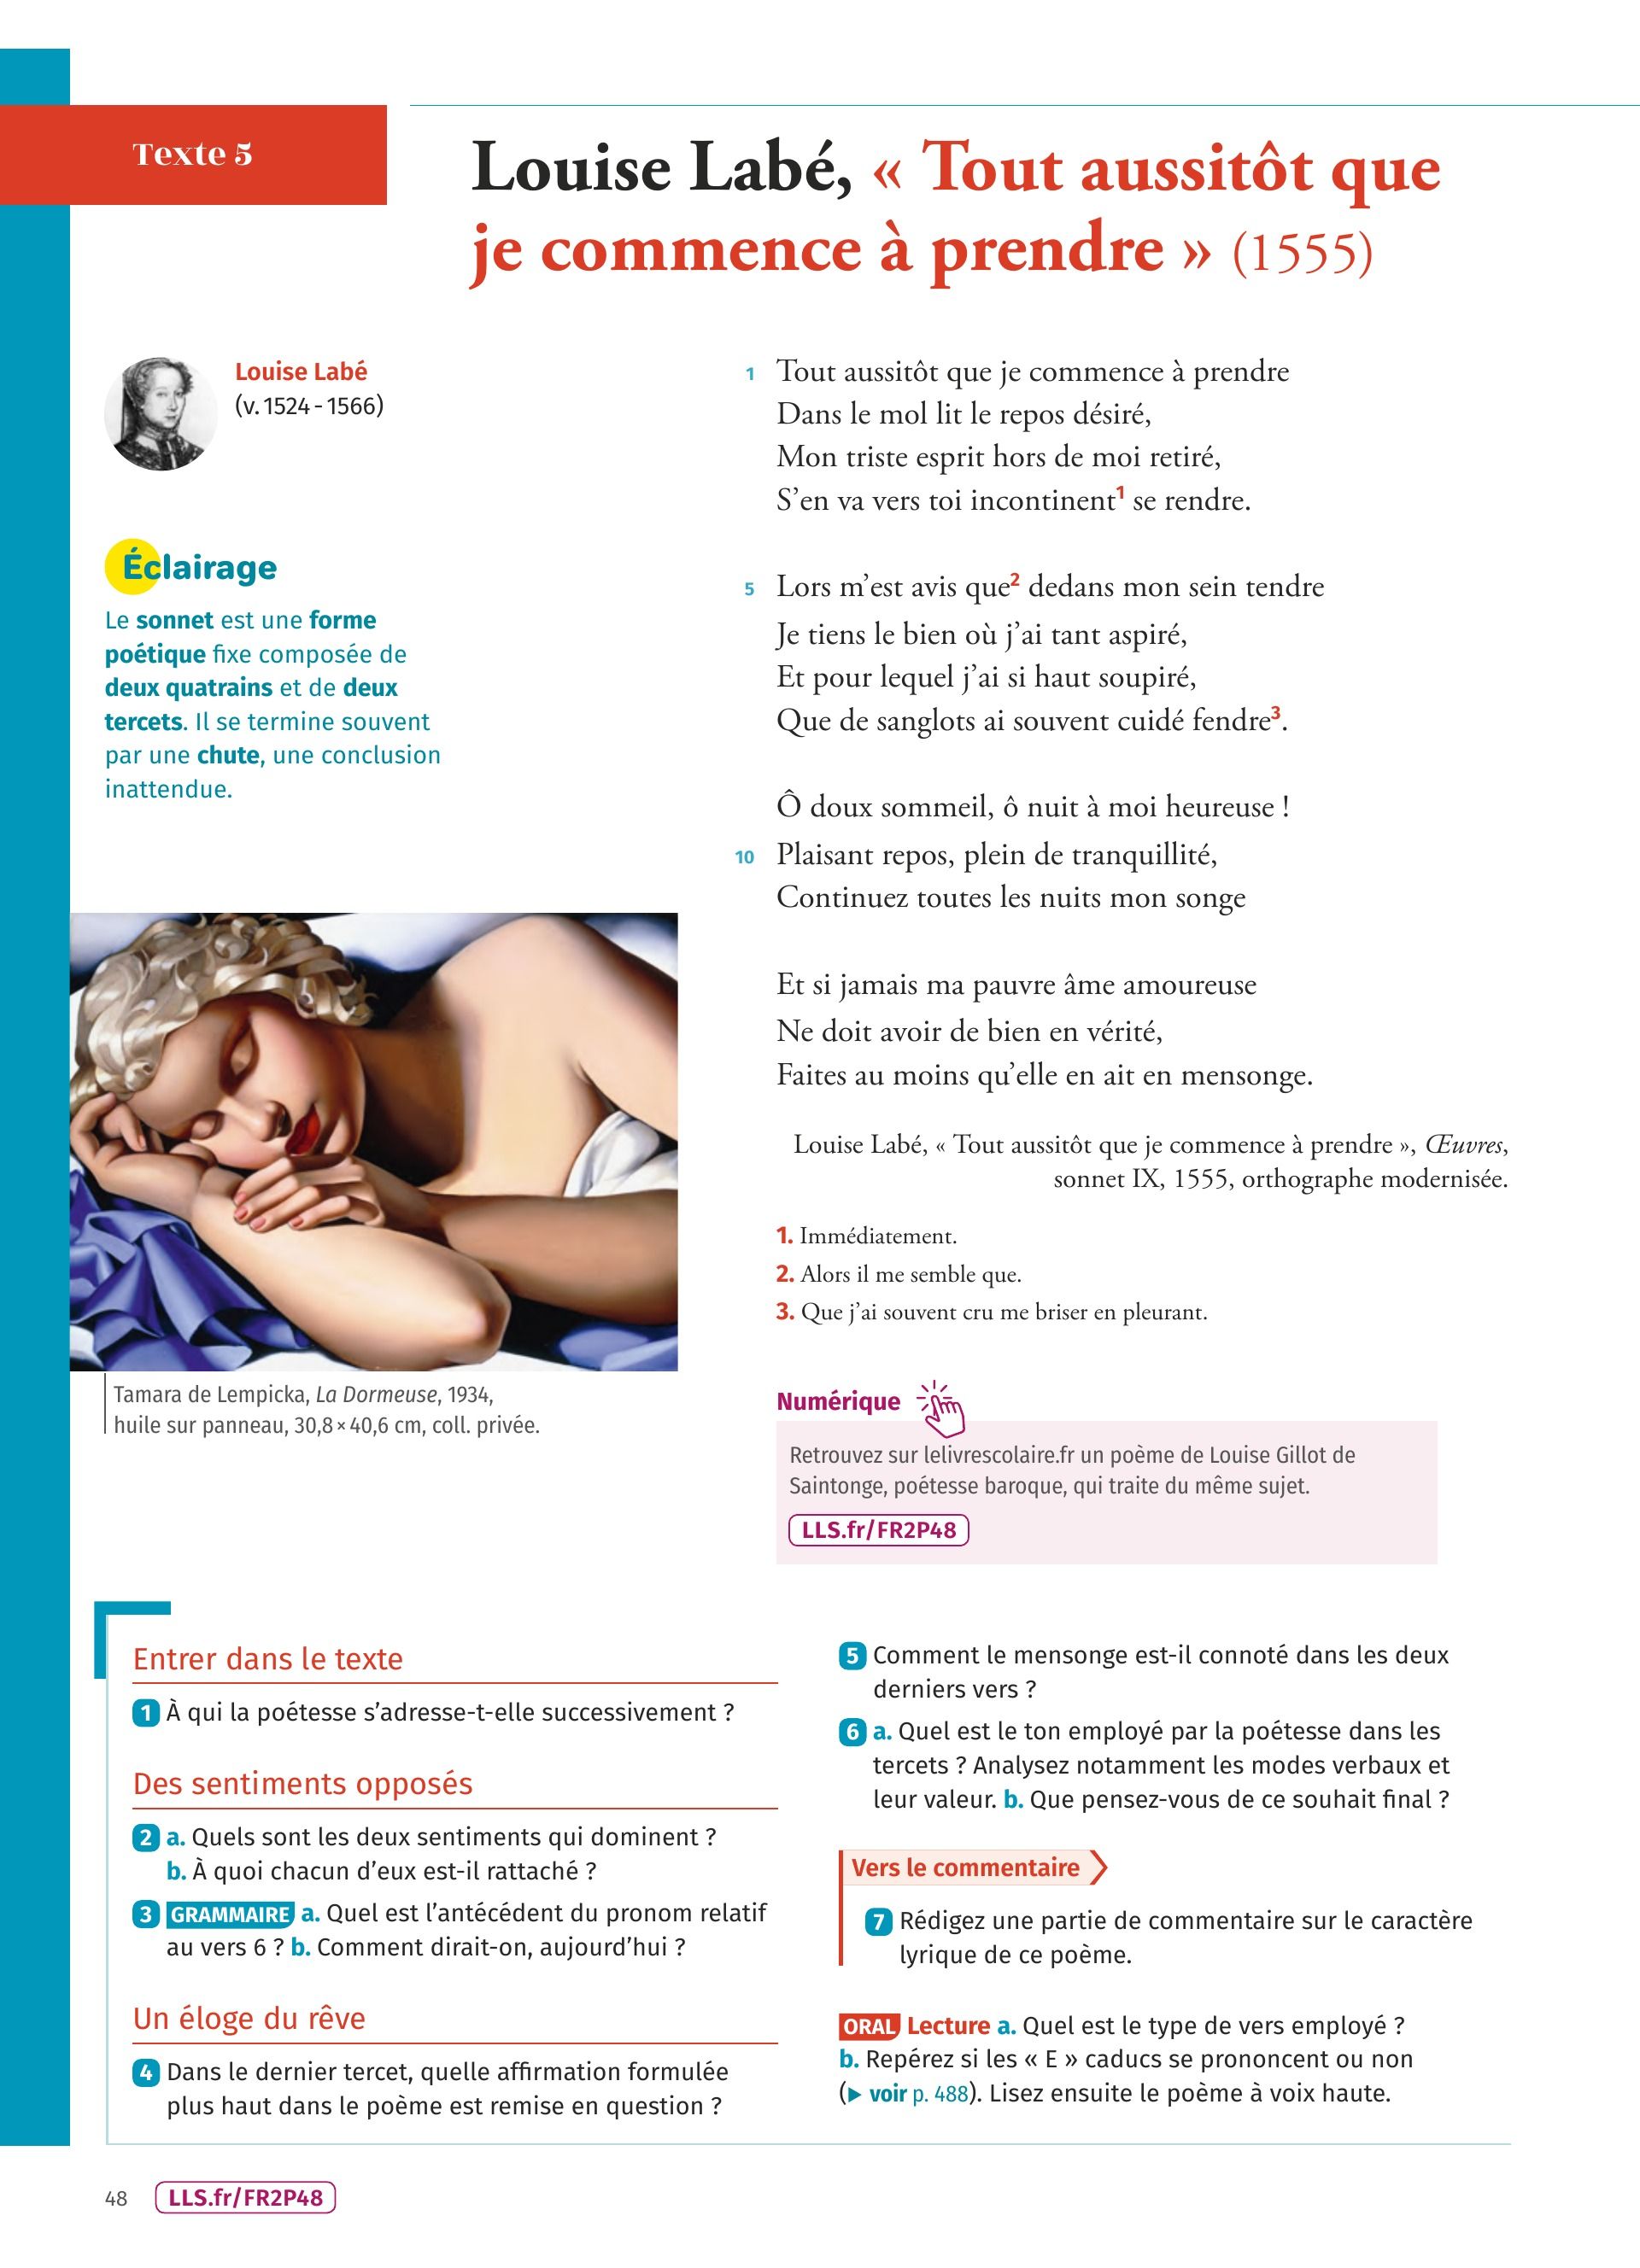 Texte 5
Louise Labé, « Tout aussitôt que
je commence à prendre » (1555)
Louise Labé
(v. 1524 - 1566)
Éclairage
Le sonnet est une forme
poétique fixe composée de
deux quatrains et de deux
tercets. Il se termine souvent
par une chute, une conclusion
inattendue.
Tamara de Lempicka, La Dormeuse, 1934,
huile sur panneau, 30,8 × 40,6 cm, coll. privée.
1 Tout aussitôt que je commence à prendre
Dans le mol lit le repos désiré,
Mon triste esprit hors de moi retiré,
S’en va vers toi incontinent1 se rendre.
5 Lors m’est avis que2 dedans mon sein tendre
Je tiens le bien où j’ai tant aspiré,
Et pour lequel j’ai si haut soupiré,
Que de sanglots ai souvent cuidé fendre3.
Ô doux sommeil, ô nuit à moi heureuse !
10 Plaisant repos, plein de tranquillité,
Continuez toutes les nuits mon songe
Et si jamais ma pauvre âme amoureuse
Ne doit avoir de bien en vérité,
Faites au moins qu’elle en ait en mensonge.
Louise Labé, « Tout aussitôt que je commence à prendre », Œuvres,
sonnet IX, 1555, orthographe modernisée.
1. Immédiatement.
2. Alors il me semble que.
3. Que j’ai souvent cru me briser en pleurant.
Numérique
Retrouvez sur lelivrescolaire.fr un poème de Louise Gillot de
Saintonge, poétesse baroque, qui traite du même sujet.
LLS.fr/FR2P48
Entrer dans le texte
1 À qui la poétesse s’adresse-t-elle successivement ?
Des sentiments opposés
2 a. Quels sont les deux sentiments qui dominent ?
b. À quoi chacun d’eux est-il rattaché ?
3 GRAMMAIRE a. Quel est l’antécédent du pronom relatif
au vers 6 ? b. Comment dirait-on, aujourd’hui ?
Un éloge du rêve
4 Dans le dernier tercet, quelle affirmation formulée
plus haut dans le poème est remise en question ?
5 Comment le mensonge est-il connoté dans les deux
derniers vers ?
6 a. Quel est le ton employé par la poétesse dans les
tercets ? Analysez notamment les modes verbaux et
leur valeur. b. Que pensez-vous de ce souhait final ?
Vers le commentaire
7 Rédigez une partie de commentaire sur le caractère
lyrique de ce poème.
ORAL Lecture a. Quel est le type de vers employé ?
b. Repérez si les « E » caducs se prononcent ou non
(▶ voir p. 488). Lisez ensuite le poème à voix haute.
48 LLS.fr/FR2P48